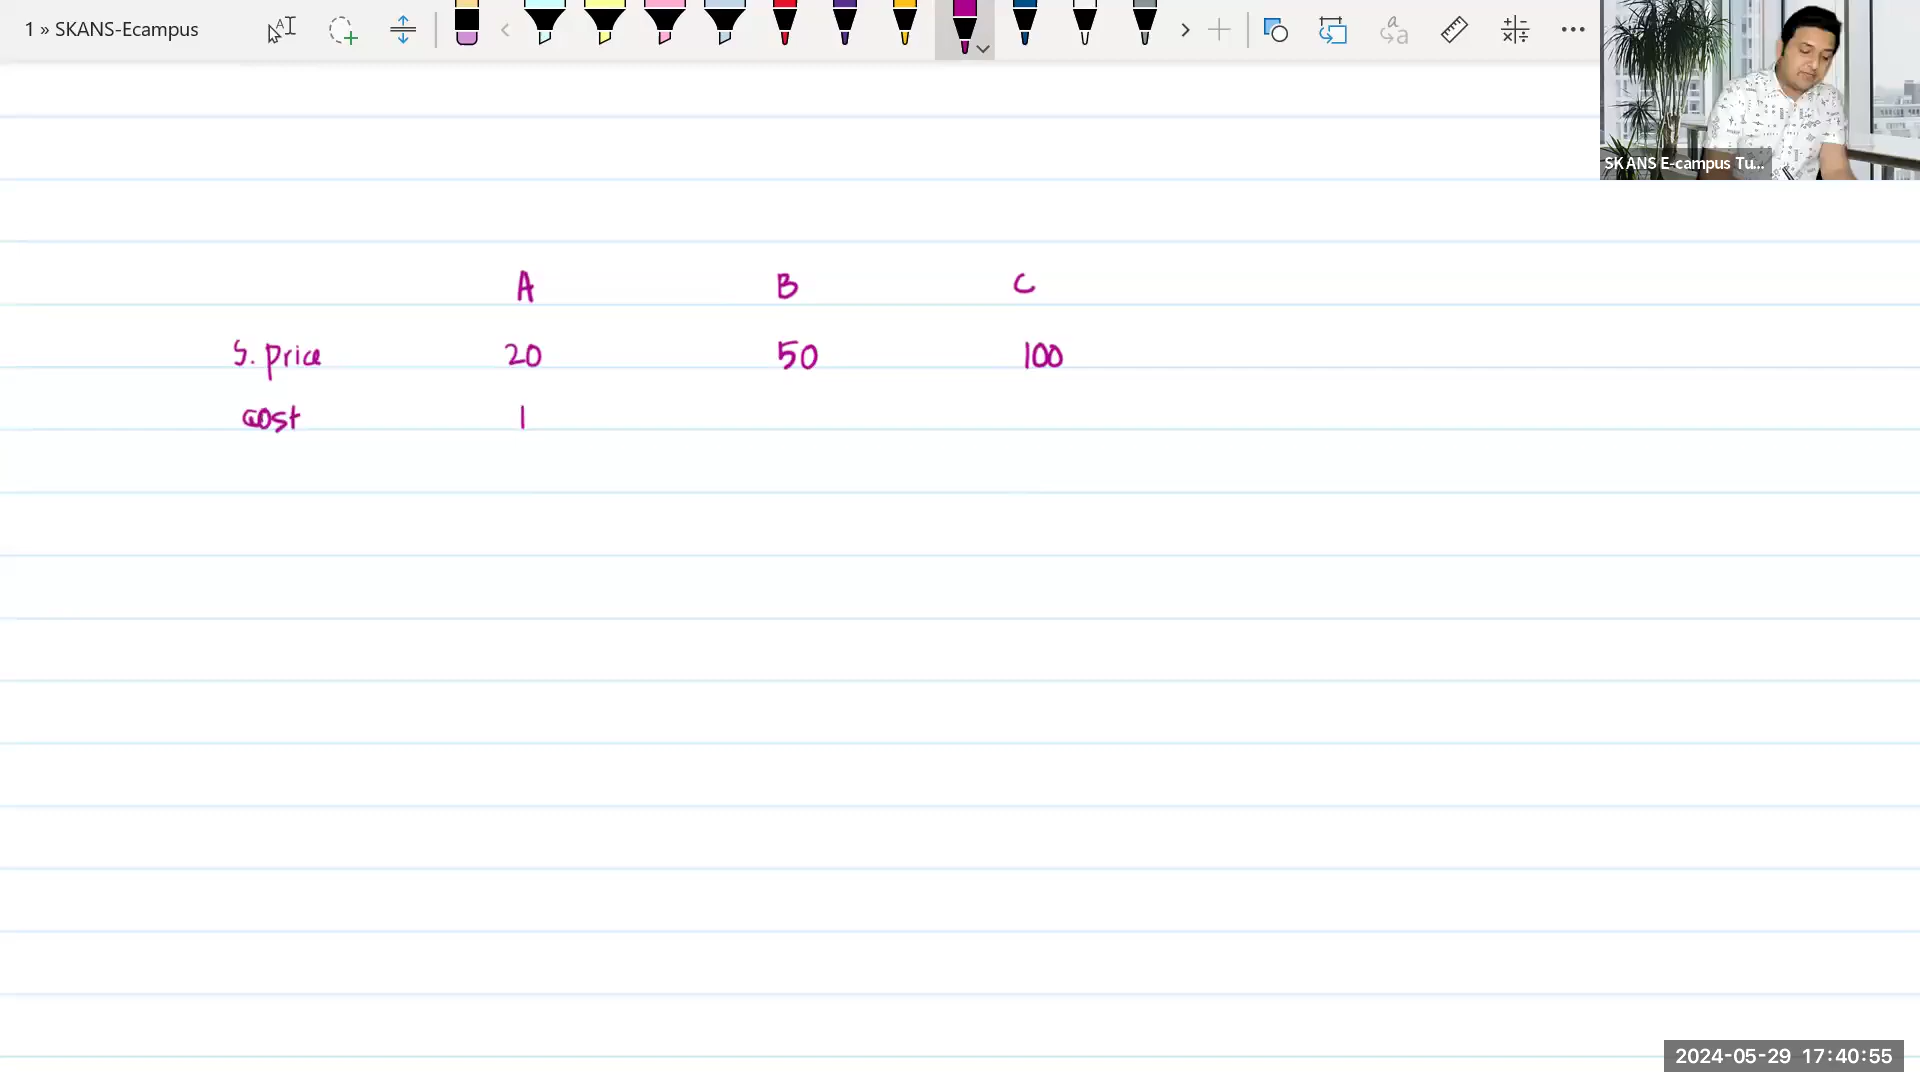 1 » SKANS-Ecampus
SKANS E-campus Tu...
A B C
S. price 20 50 100
cost 1
2024-05-29 17:40:55